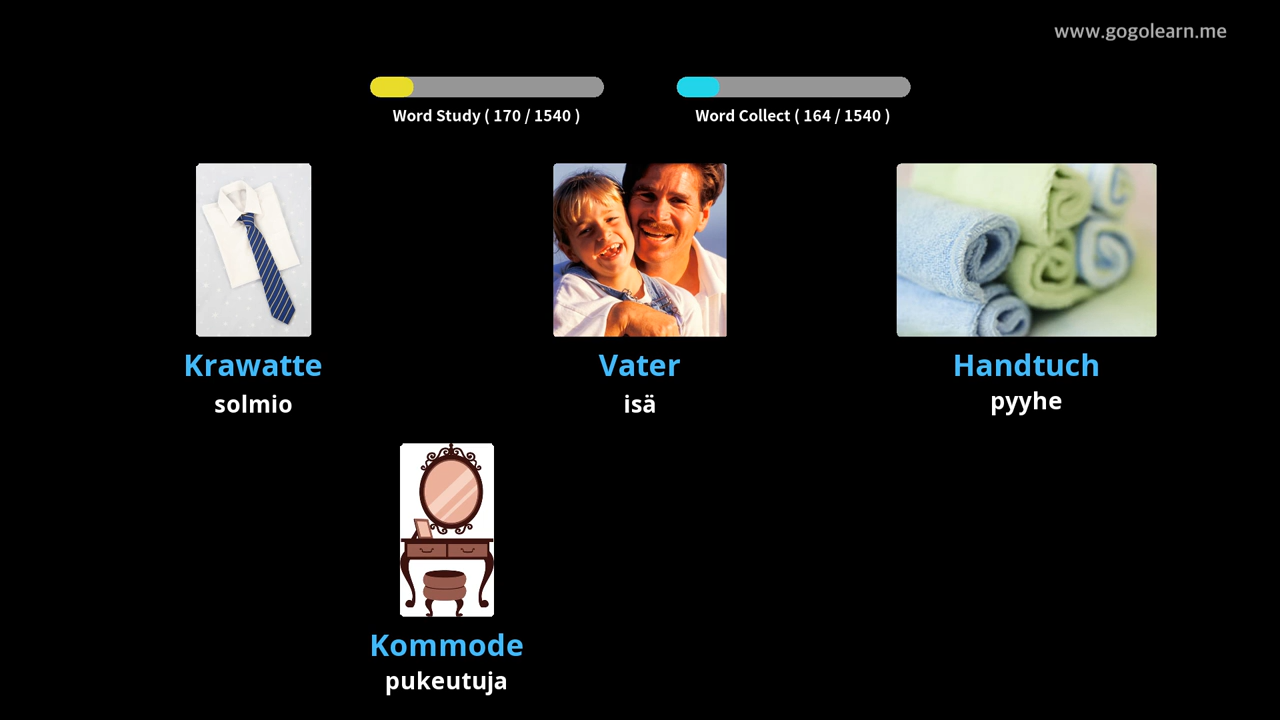 www.gogolearn.me
Word Study ( 170 / 1540 )
Word Collect ( 164 / 1540 )
Krawatte
solmio
Vater
isä
Handtuch
pyyhe
Kommode
pukeutuja